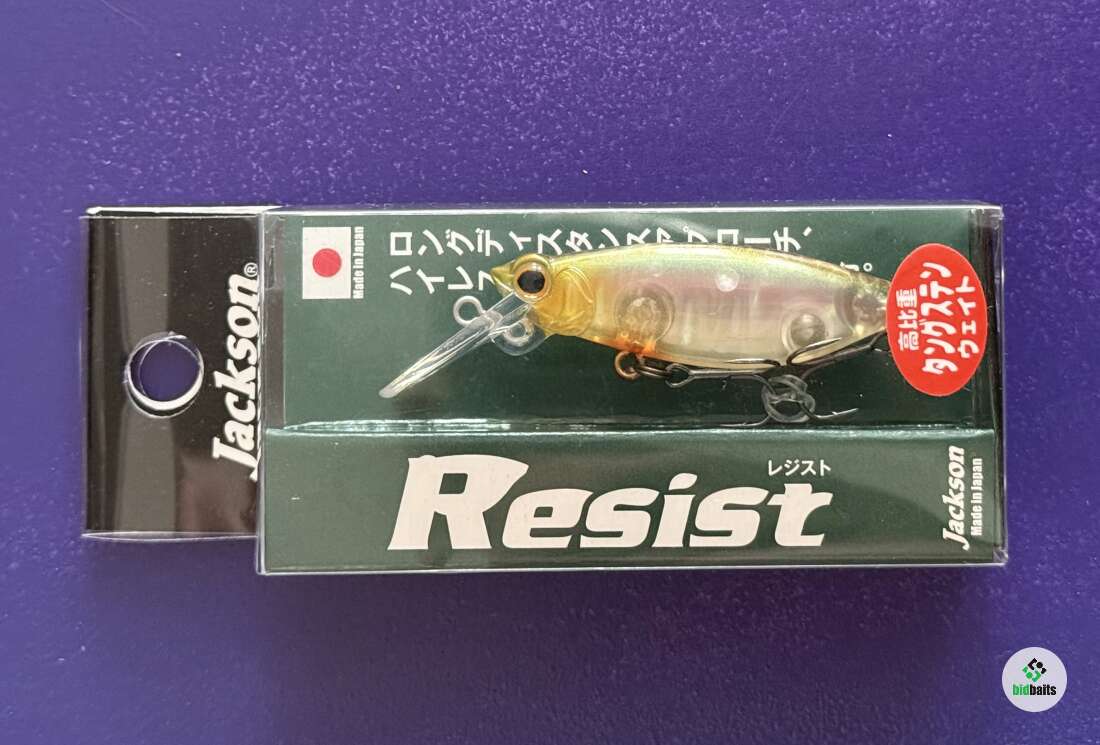 Jackson®
Made in Japan
ロングディスタンスアプローチ、
ハイレ
高比重
タングステン
ウェイト
レジスト
Resist
Jackson
Made in Japan
bidbaits